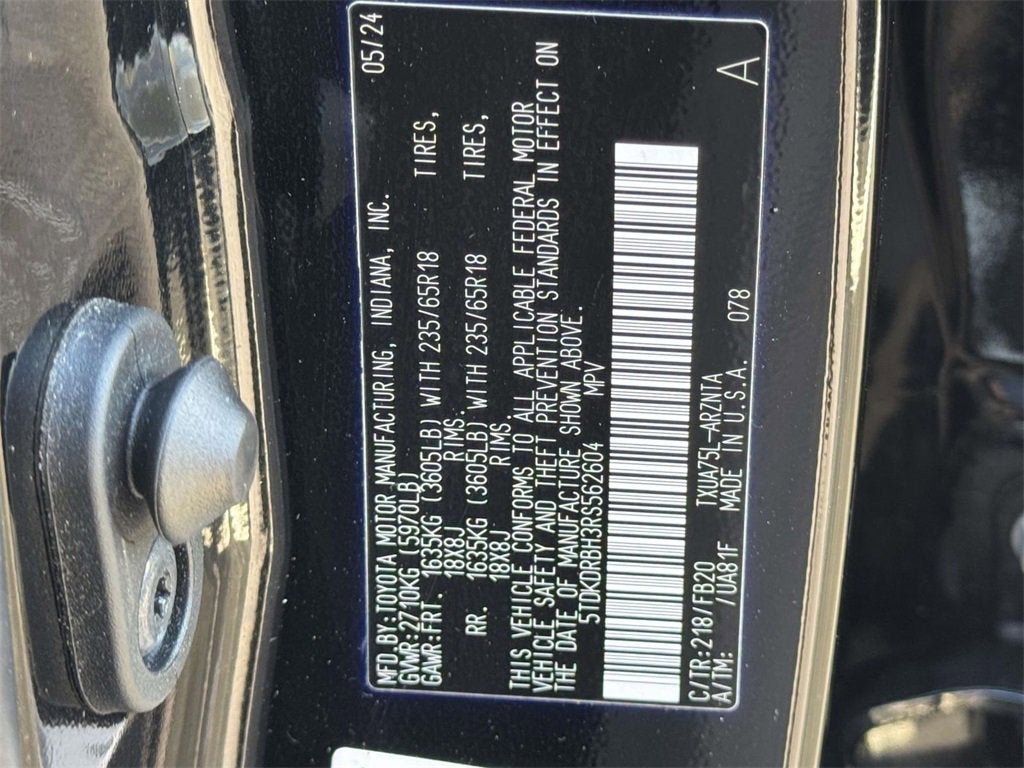 MFD.BY:TOYOTA MOTOR MANUFACTURING, INDIANA, INC. 05/24
GVWR:2710KG (5970LB)
GAWR:FRT. 1635KG (3605LB) WITH 235/65R18 TIRES,
18X8J RIMS.
RR. 1635KG (3605LB) WITH 235/65R18 TIRES,
18X8J RIMS
THIS VEHICLE CONFORMS TO ALL APPLICABLE FEDERAL MOTOR
VEHICLE SAFETY AND THEFT PREVENTION STANDARDS IN EFFECT ON
THE DATE OF MANUFACTURE SHOWN ABOVE.
5TDKDRBH3RS562604 MPV
C/TR:218/FB20 TXUA75L-ARZNTA
A/TM: /UA81F MADE IN U.S.A. 078 A